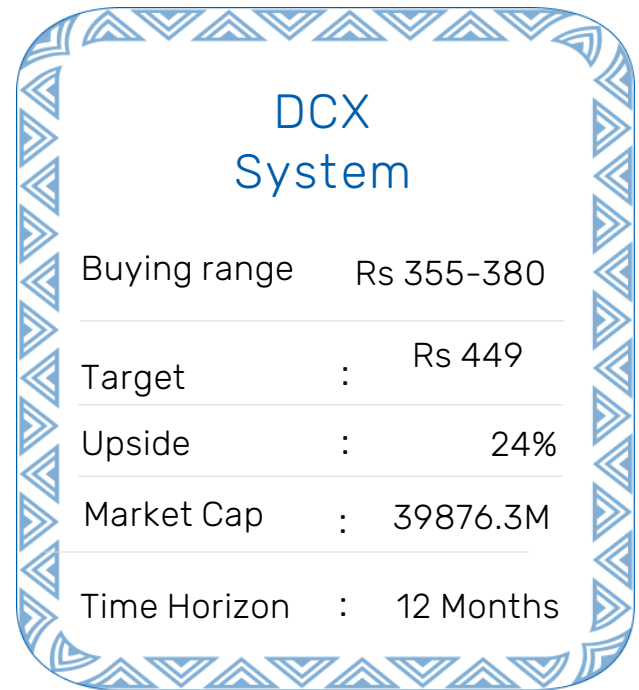 DCX
System
Buying range Rs 355-380
Target : Rs 449
Upside : 24%
Market Cap : 39876.3M
Time Horizon : 12 Months